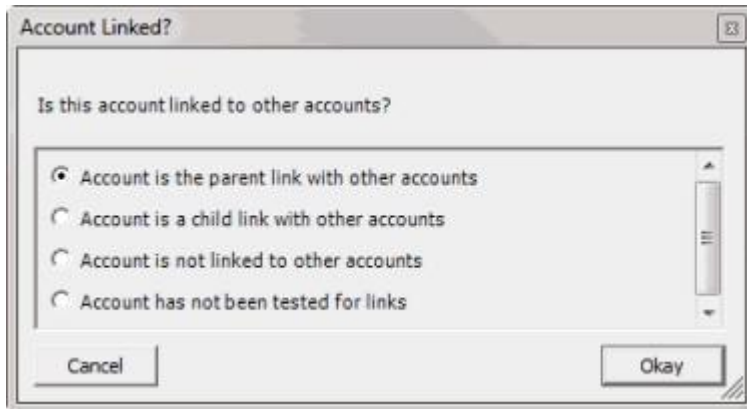 Account Linked?
Is this account linked to other accounts?
Account is the parent link with other accounts
Account is a child link with other accounts
Account is not linked to other accounts
Account has not been tested for links
Cancel
Okay